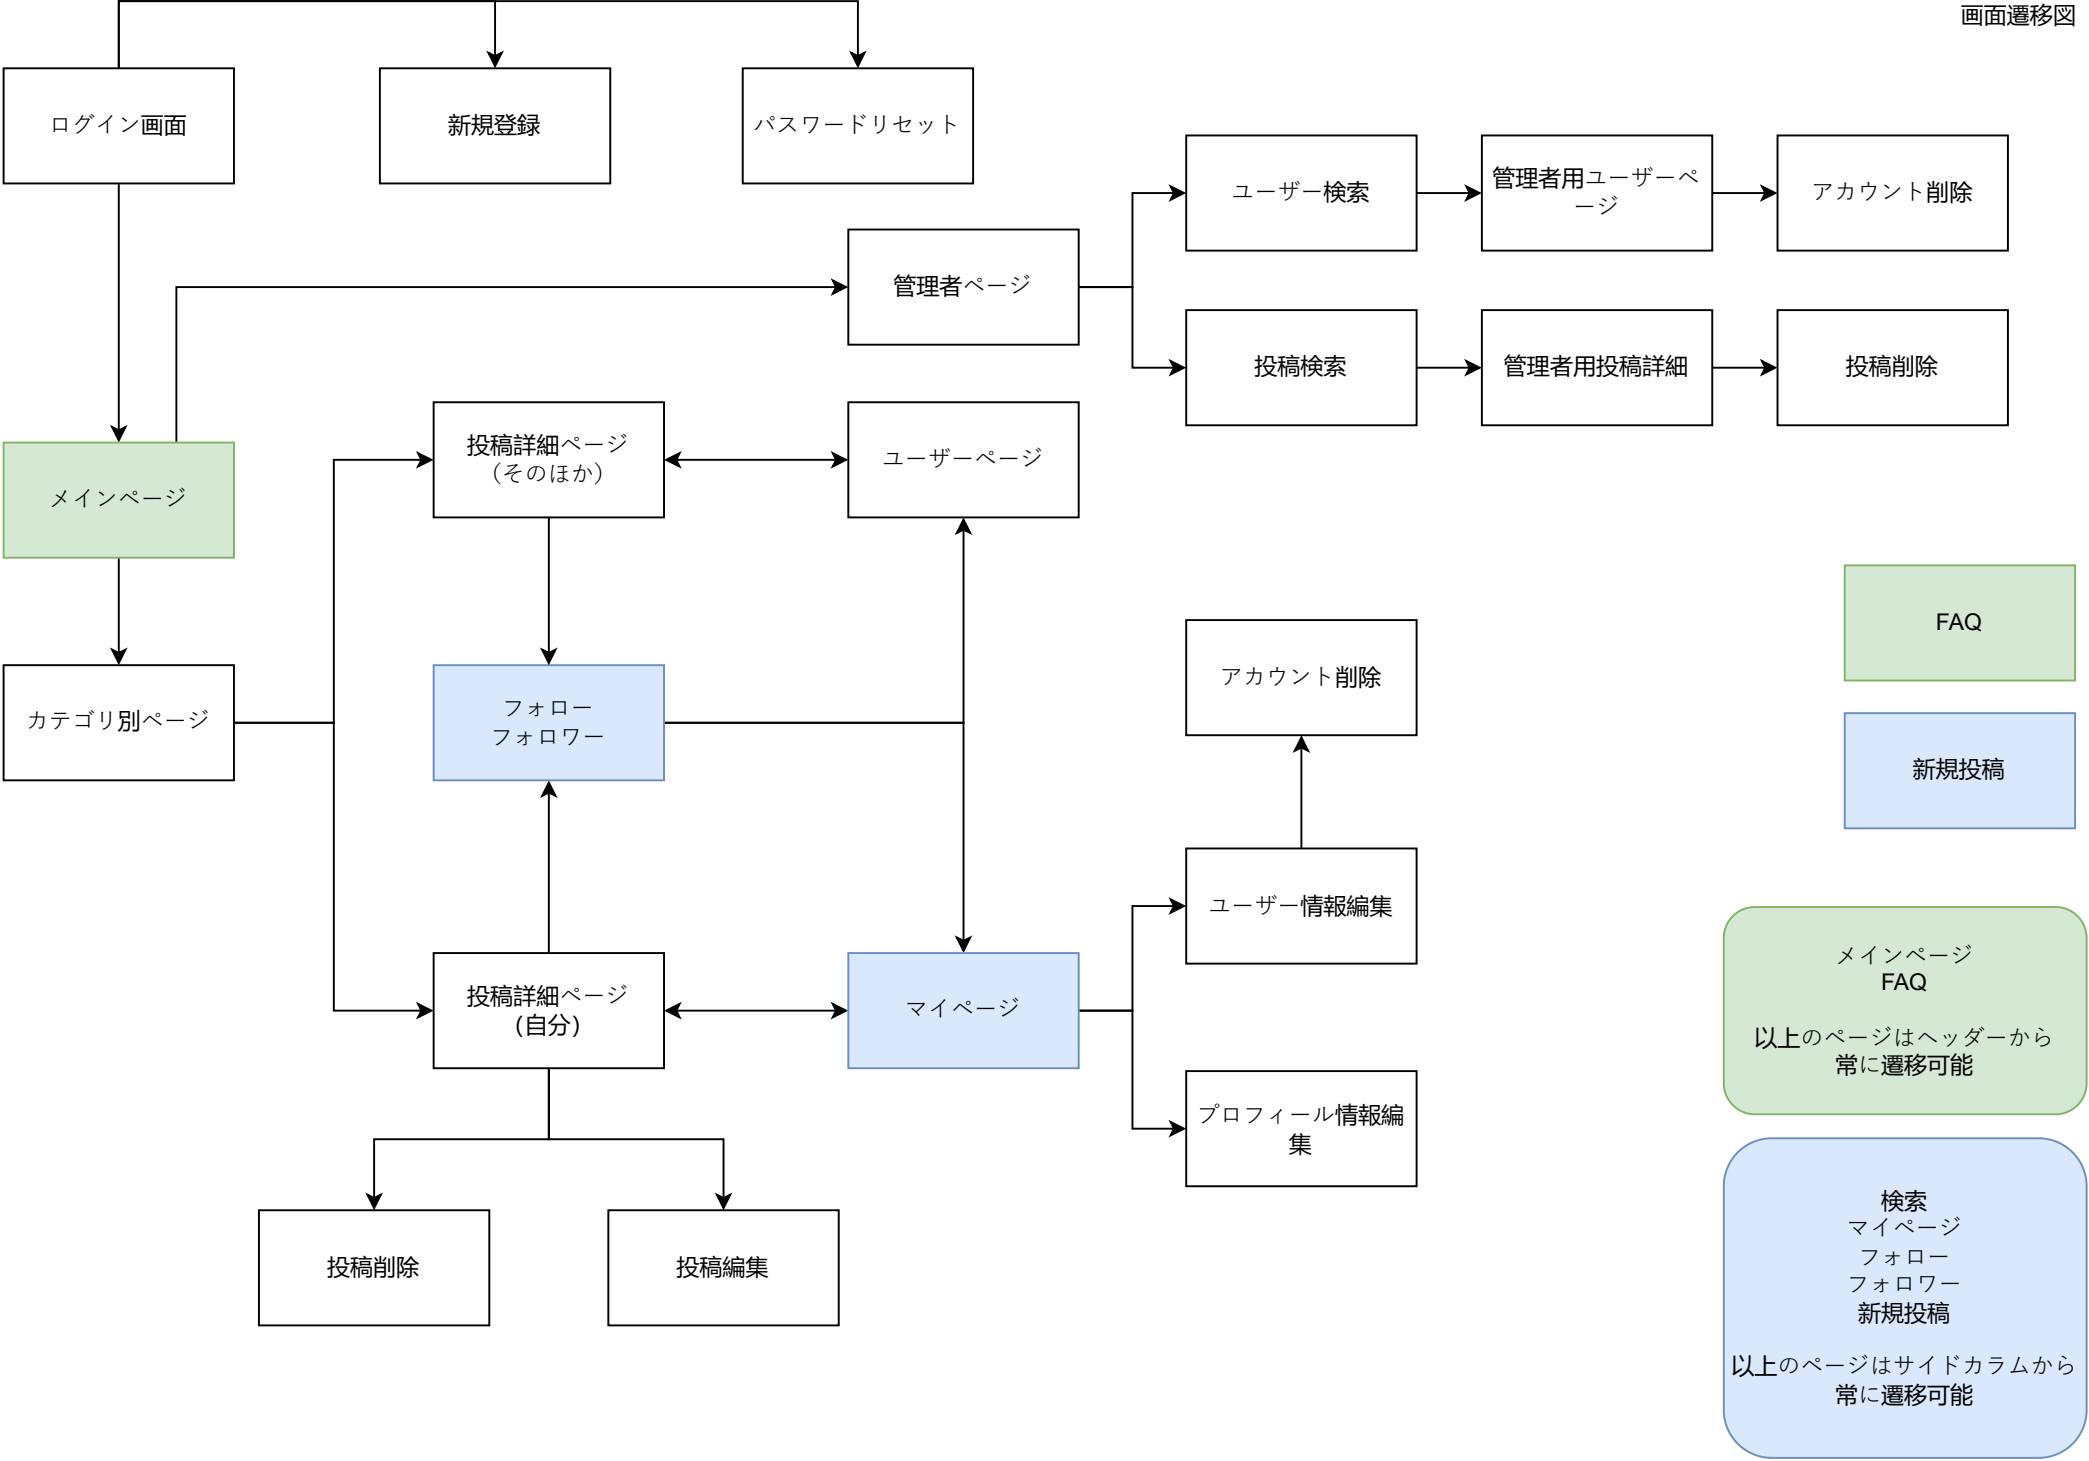 画面遷移図
ログイン画面
新規登録
パスワードリセット
ユーザー検索
管理者用ユーザーペ
ージ
アカウント削除
管理者ページ
投稿検索
管理者用投稿詳細
投稿削除
メインページ
投稿詳細ページ
（そのほか）
ユーザーページ
FAQ
カテゴリ別ページ
フォロー
フォロワー
アカウント削除
新規投稿
ユーザー情報編集
投稿詳細ページ
(自分)
マイページ
プロフィール情報編
集
投稿削除
投稿編集
メインページ
FAQ
以上のページはヘッダーから
常に遷移可能
検索
マイページ
フォロー
フォロワー
新規投稿
以上のページはサイドカラムから
常に遷移可能